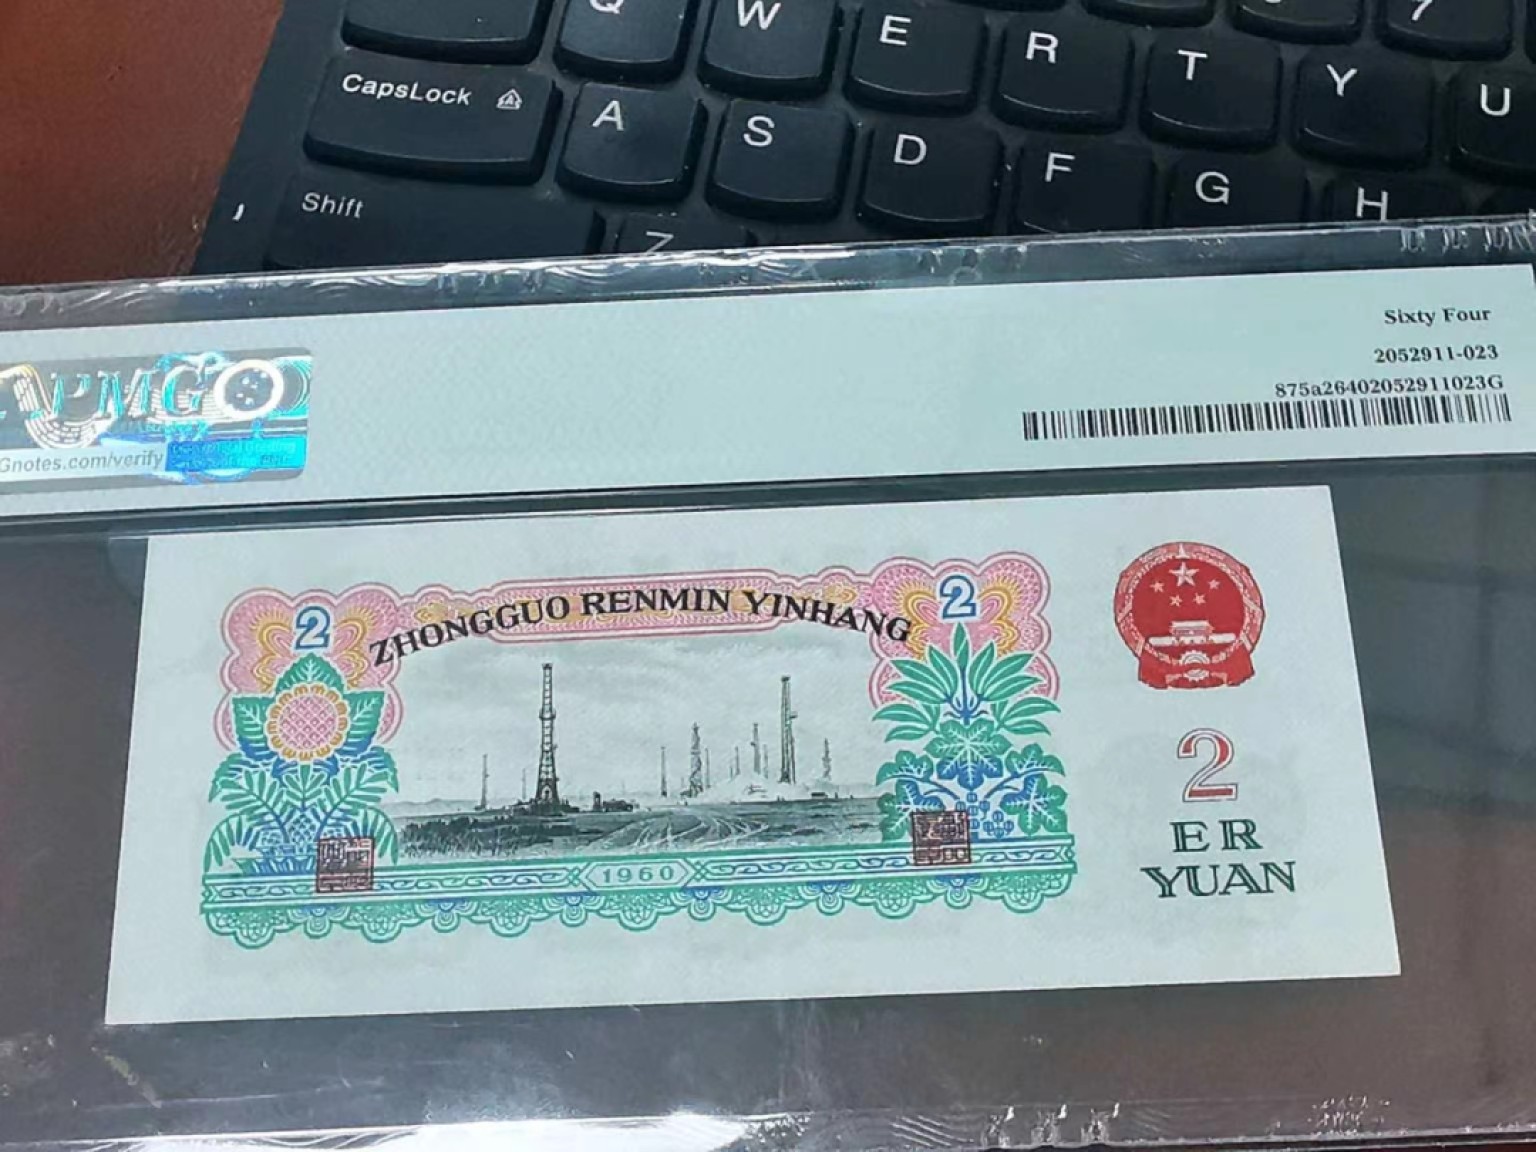 Q W E R T Y U
7
CapsLock A S D F G H
Shift Z
Sixty Four
2052911-023
875a26402052911023G
PMG
Gnotes.com/verify
2 ZHONGGUO RENMIN YINHANG 2
1960
2
ER
YUAN